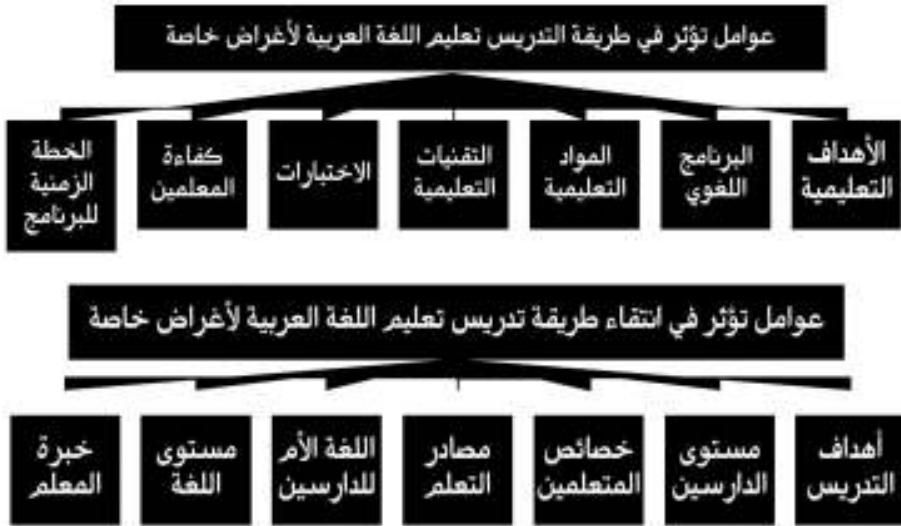 عوامل تؤثر في طريقة التدريس تعليم اللغة العربية لأغراض خاصة
الأهداف
التعليمية
البرنامج
اللغوي
المواد
التعليمية
التقنيات
التعليمية
الاختبارات
كفاءة
المعلمين
الخطة
الزمنية
للبرنامج
عوامل تؤثر في انتقاء طريقة تدريس تعليم اللغة العربية لأغراض خاصة
أهداف
التدريس
مستوى
الدارسين
خصائص
المتعلمين
مصادر
التعلم
اللغة الأم
للدارسين
مستوى
اللغة
خبرة
المعلم